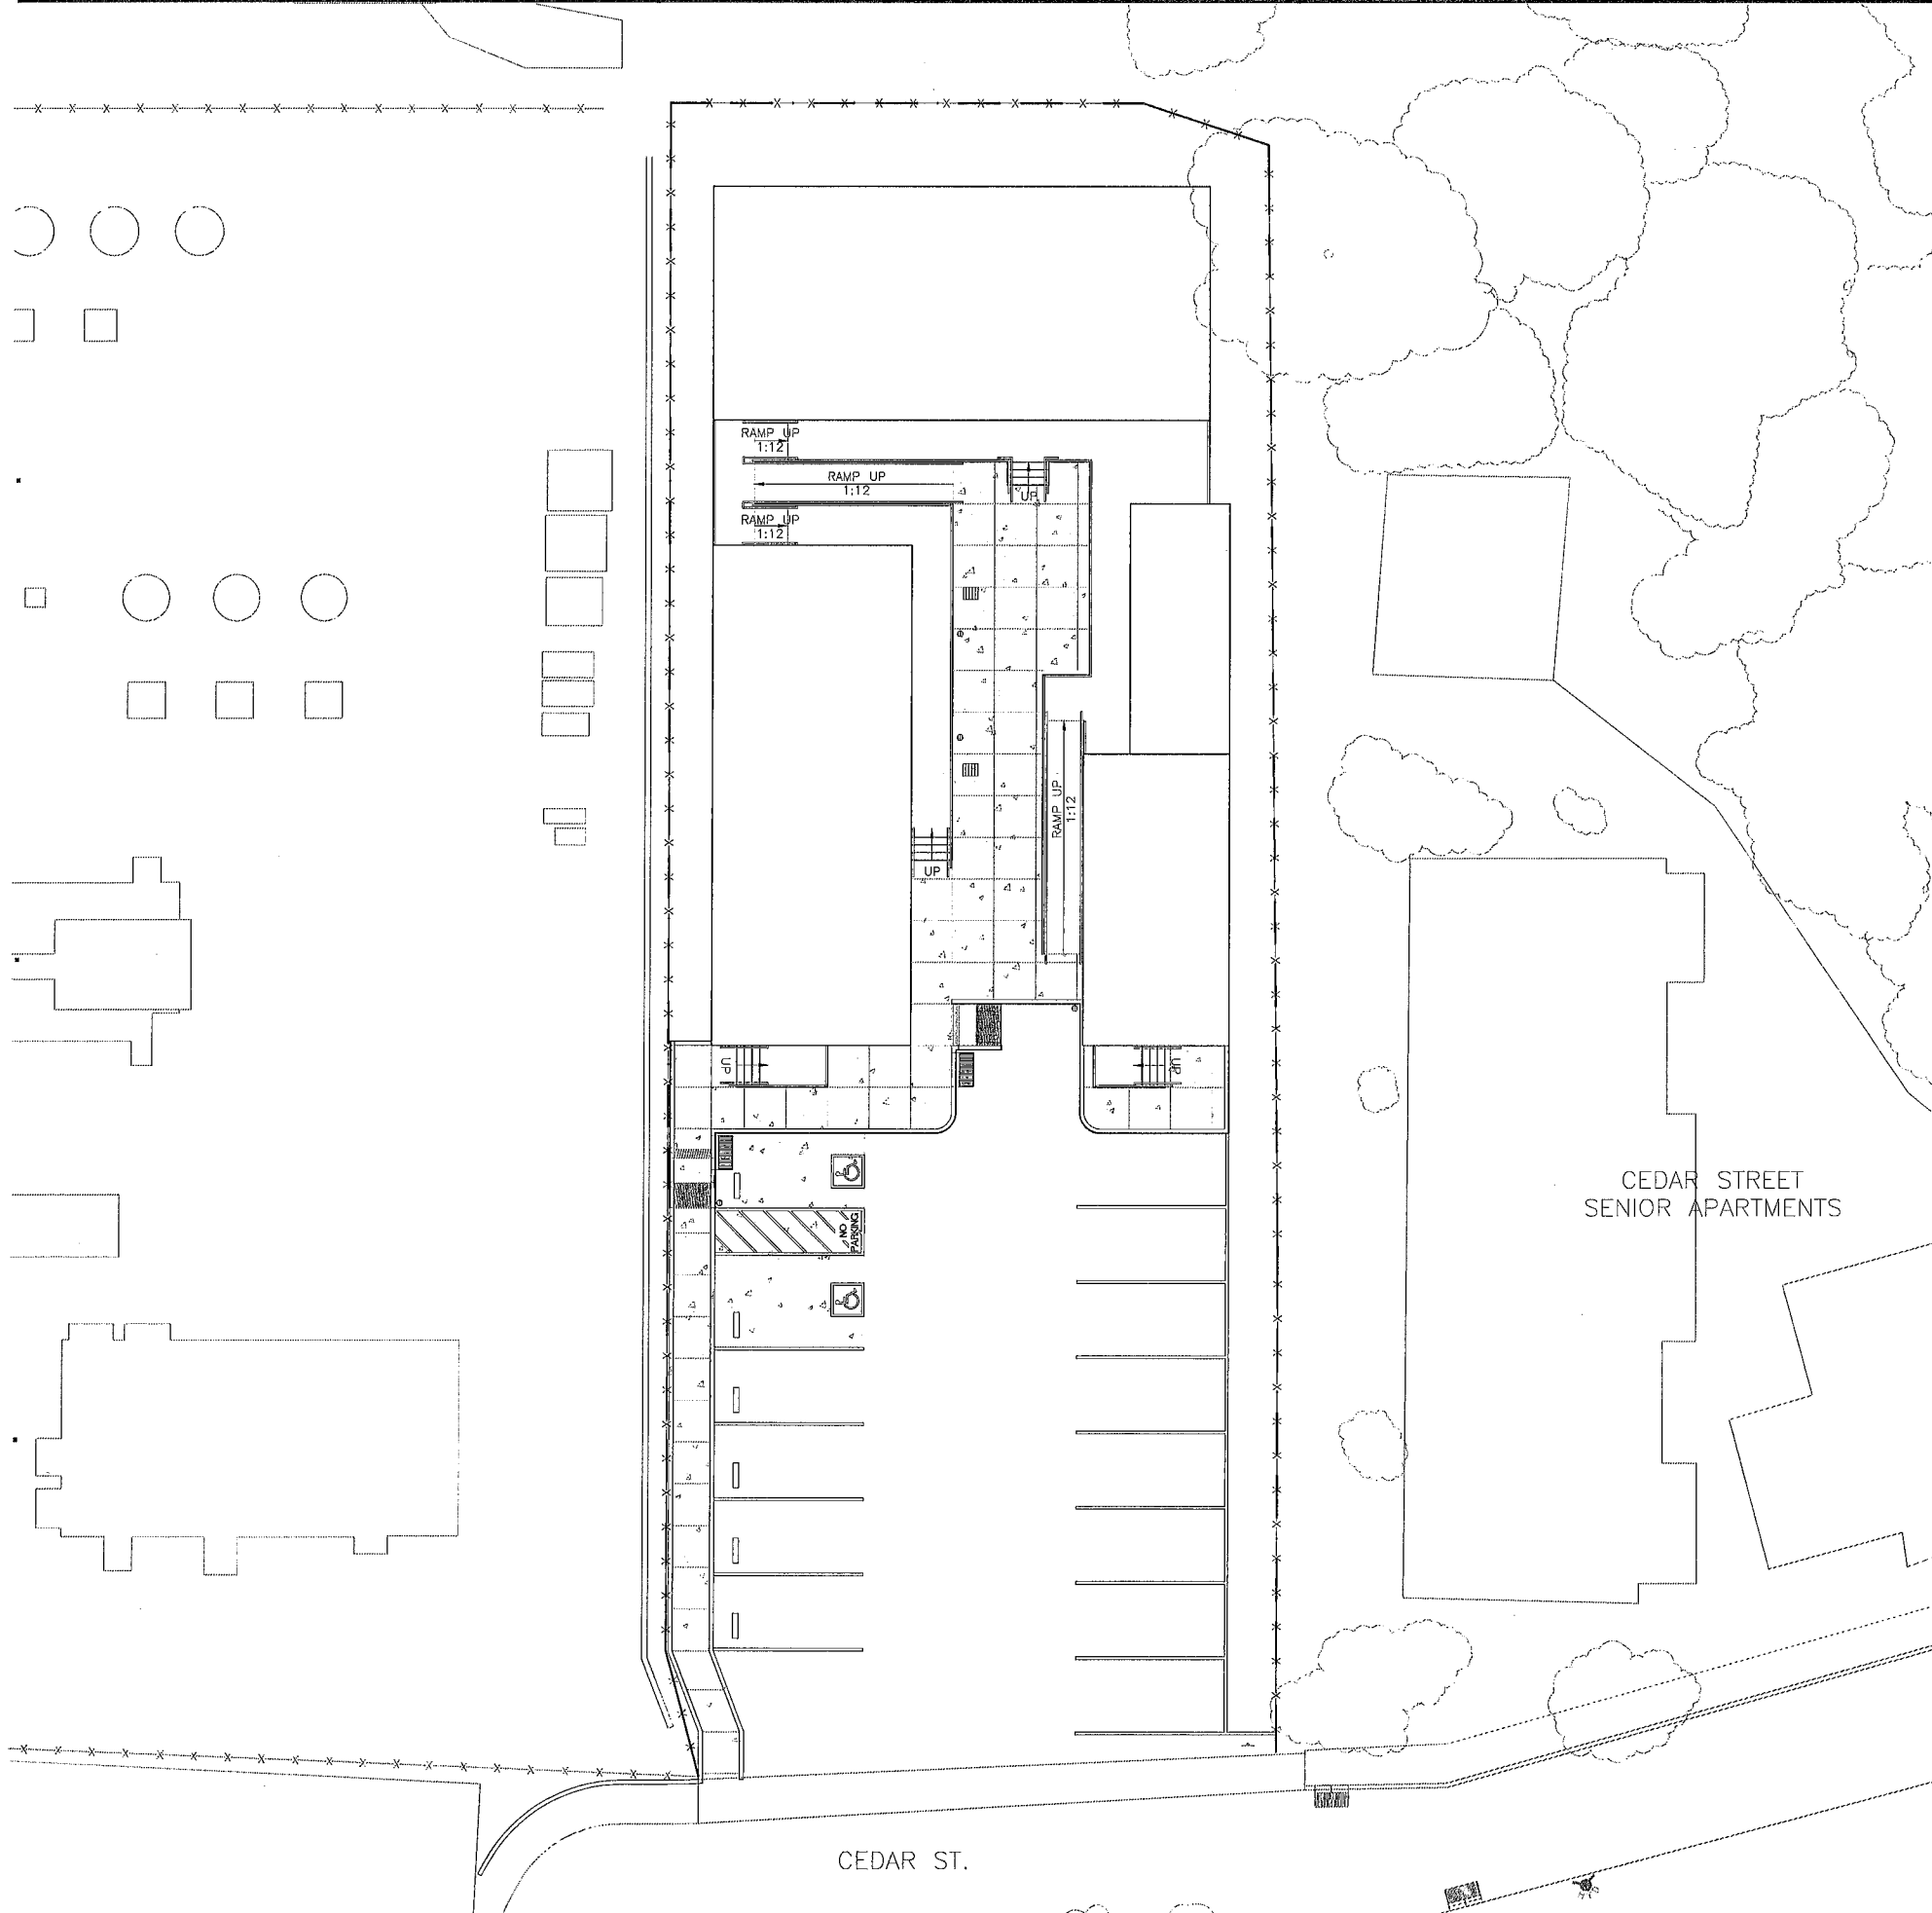 RAMP UP
1:12
RAMP UP
1:12
UP
RAMP UP
1:12
RAMP UP
1:12
UP
UP
UP
NO
PARKING
CEDAR STREET
SENIOR APARTMENTS
CEDAR ST.